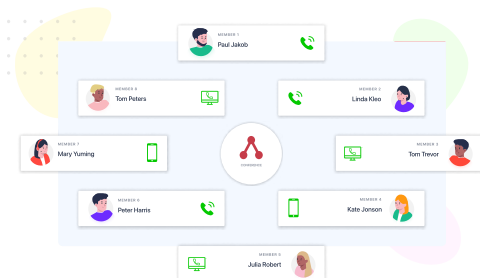 MEMBER 1
Paul Jakob
MEMBER 8
Tom Peters
MEMBER 2
Linda Kleo
MEMBER 7
Mary Yuming
MEMBER 3
Tom Trevor
MEMBER 6
Peter Harris
MEMBER 4
Kate Jonson
MEMBER 5
Julia Robert